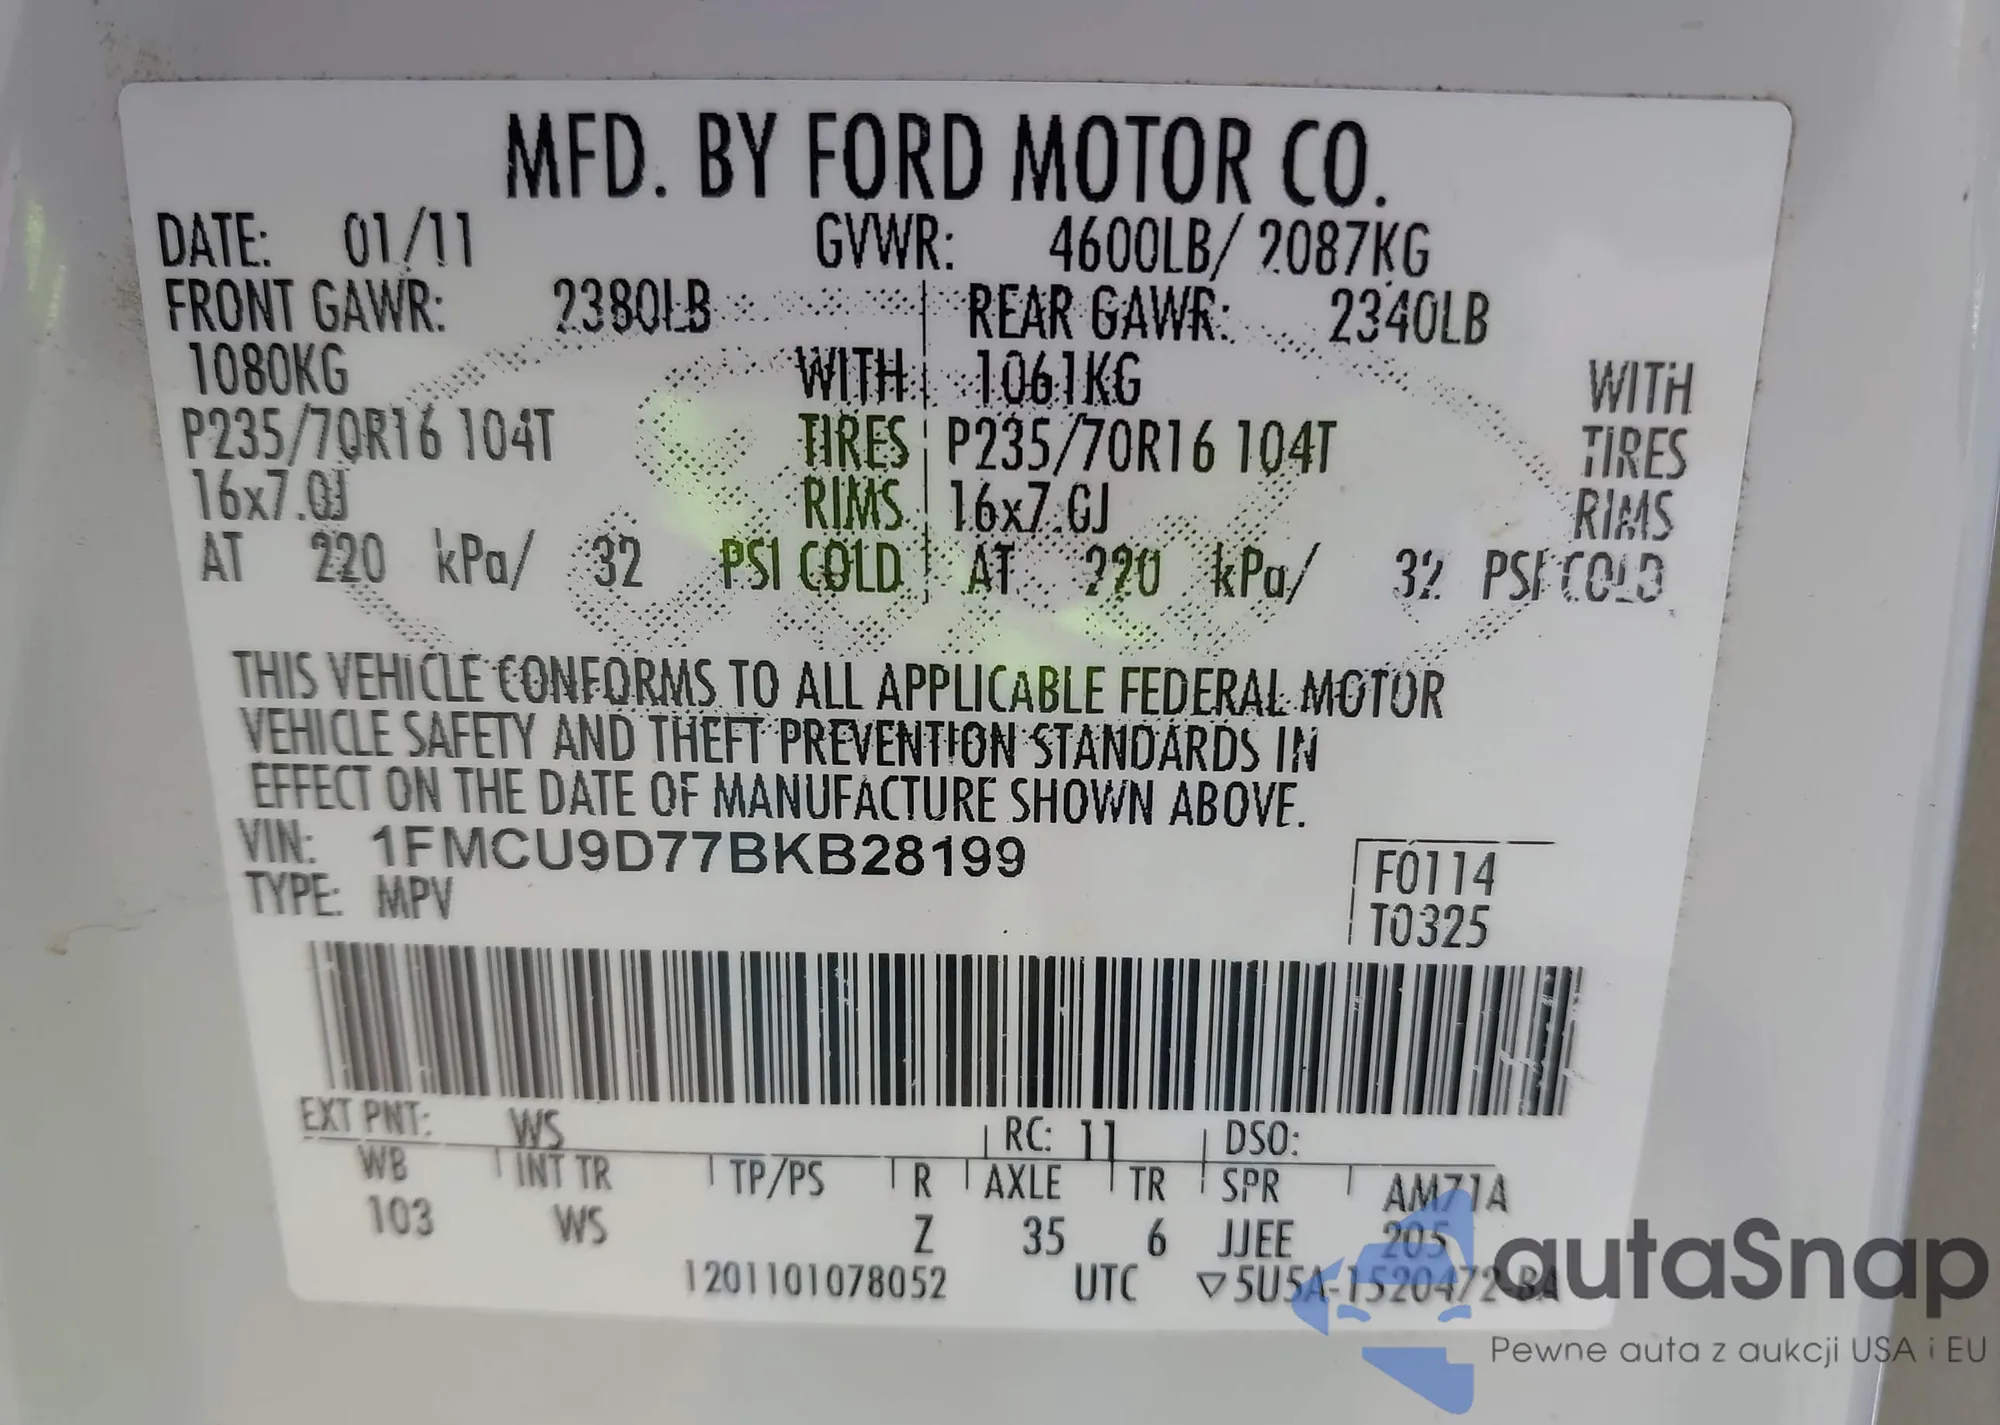 MFD. BY FORD MOTOR CO.
DATE: 01/11 GVWR: 4600LB/ 2087KG
FRONT GAWR: 2380LB REAR GAWR: 2340LB
1080KG WITH 1061KG WITH
P235/70R16 104T TIRES P235/70R16 104T TIRES
16x7.0J RIMS 16x7.0J RIMS
AT 220 kPa/ 32 PSI COLD AT 220 kPa/ 32 PSI COLD
THIS VEHICLE CONFORMS TO ALL APPLICABLE FEDERAL MOTOR
VEHICLE SAFETY AND THEFT PREVENTION STANDARDS IN
EFFECT ON THE DATE OF MANUFACTURE SHOWN ABOVE.
VIN: 1FMCU9D77BKB28199
TYPE: MPV
F0114
T0325
EXT PNT: WS RC: 11 DSO:
WB INT TR TP/PS R AXLE TR SPR AM71A
103 WS Z 35 6 JJEE 205
1201101078052 UTC ▽5U5A-1520472-BA
autaSnap
Pewne auta z aukcji USA i EU